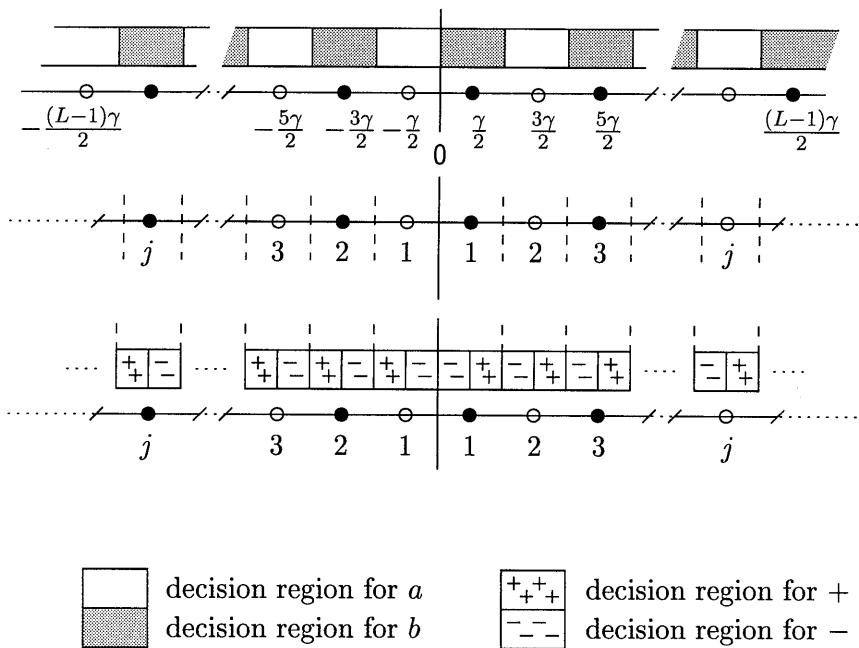 −(L−1)γ/2 −5γ/2 −3γ/2 −γ/2 γ/2 3γ/2 5γ/2 (L−1)γ/2
0
j 3 2 1 1 2 3 j
+ + − − + + − − + + − − + + − − − − + + − − + + − − + + − − + +
j 3 2 1 1 2 3 j
decision region for a + + + + decision region for +
decision region for b − − − − decision region for −